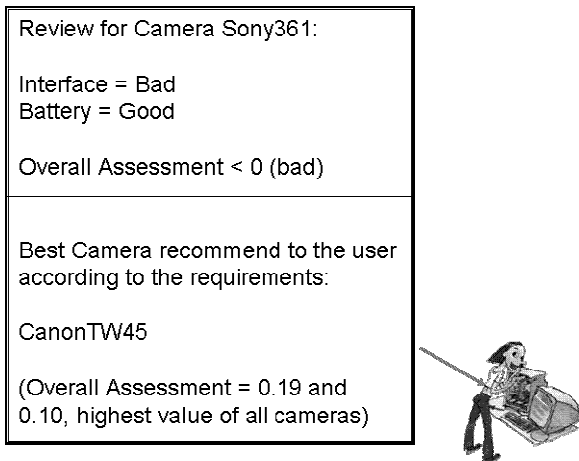 Review for Camera Sony361:
Interface = Bad
Battery = Good
Overall Assessment < 0 (bad)
Best Camera recommend to the user
according to the requirements:
CanonTW45
(Overall Assessment = 0.19 and
0.10, highest value of all cameras)